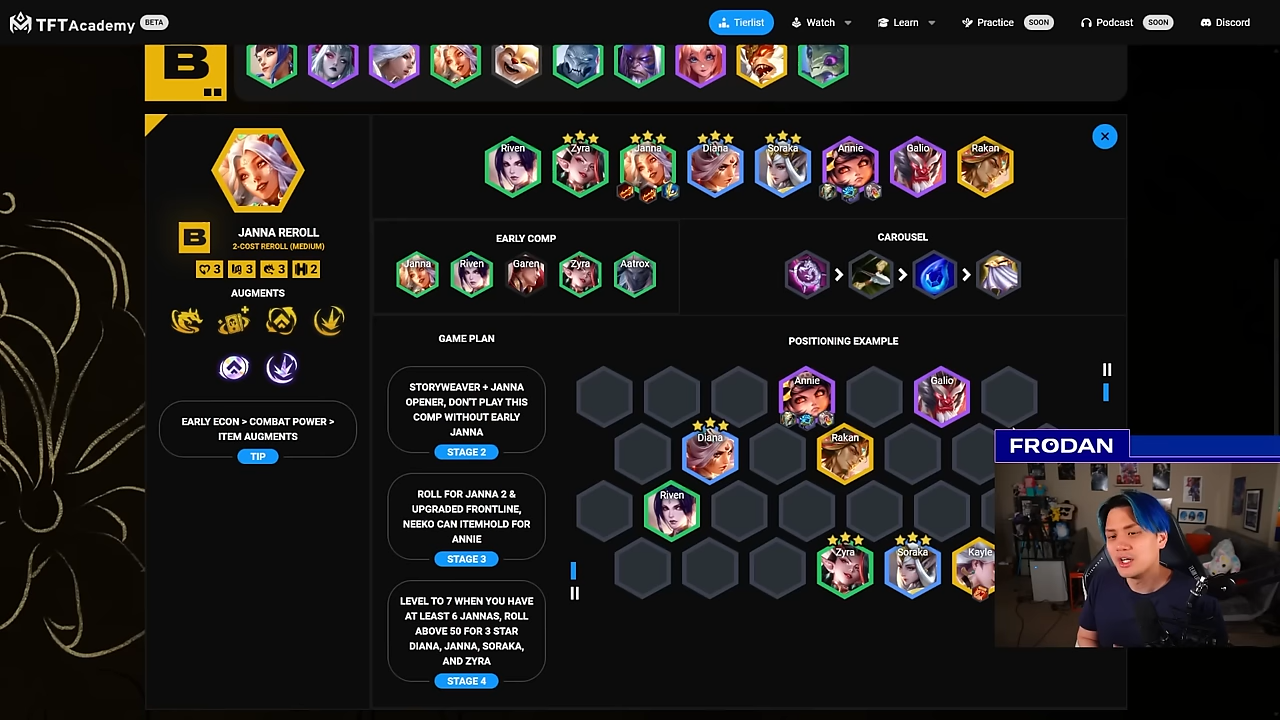 TFTAcademy BETA
Tierlist Watch Learn Practice SOON Podcast SOON Discord
B
Riven Zyra Janna Diana Soraka Annie Galio Rakan
B JANNA REROLL
2-COST REROLL (MEDIUM)
3 3 3 2
AUGMENTS
EARLY ECON > COMBAT POWER >
ITEM AUGMENTS
TIP
EARLY COMP
Janna Riven Garen Zyra Aatrox
CAROUSEL
GAME PLAN
STORYWEAVER + JANNA
OPENER, DON'T PLAY THIS
COMP WITHOUT EARLY
JANNA
STAGE 2
ROLL FOR JANNA 2 &
UPGRADED FRONTLINE,
NEEKO CAN ITEMHOLD FOR
ANNIE
STAGE 3
LEVEL TO 7 WHEN YOU HAVE
AT LEAST 6 JANNAS, ROLL
ABOVE 50 FOR 3 STAR
DIANA, JANNA, SORAKA,
AND ZYRA
STAGE 4
POSITIONING EXAMPLE
Annie Galio
Diana Rakan
Riven
Zyra Soraka Kayle
FRODAN